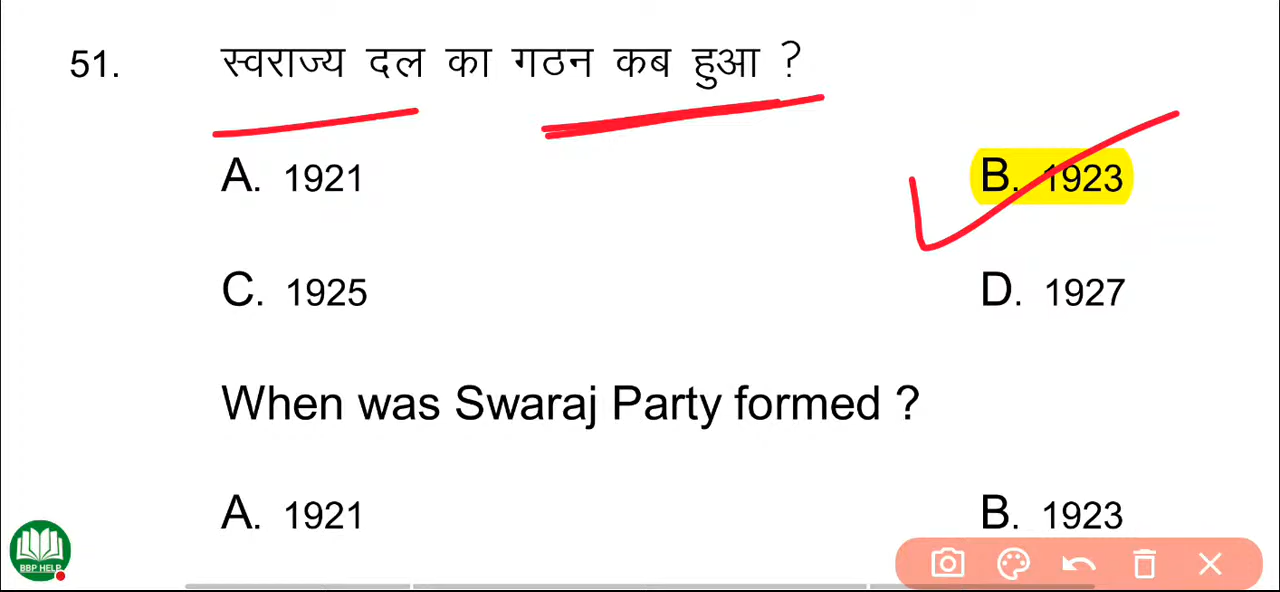 51. स्वराज्य दल का गठन कब हुआ ?
A. 1921 B. 1923
C. 1925 D. 1927
When was Swaraj Party formed ?
A. 1921 B. 1923
BBP HELP